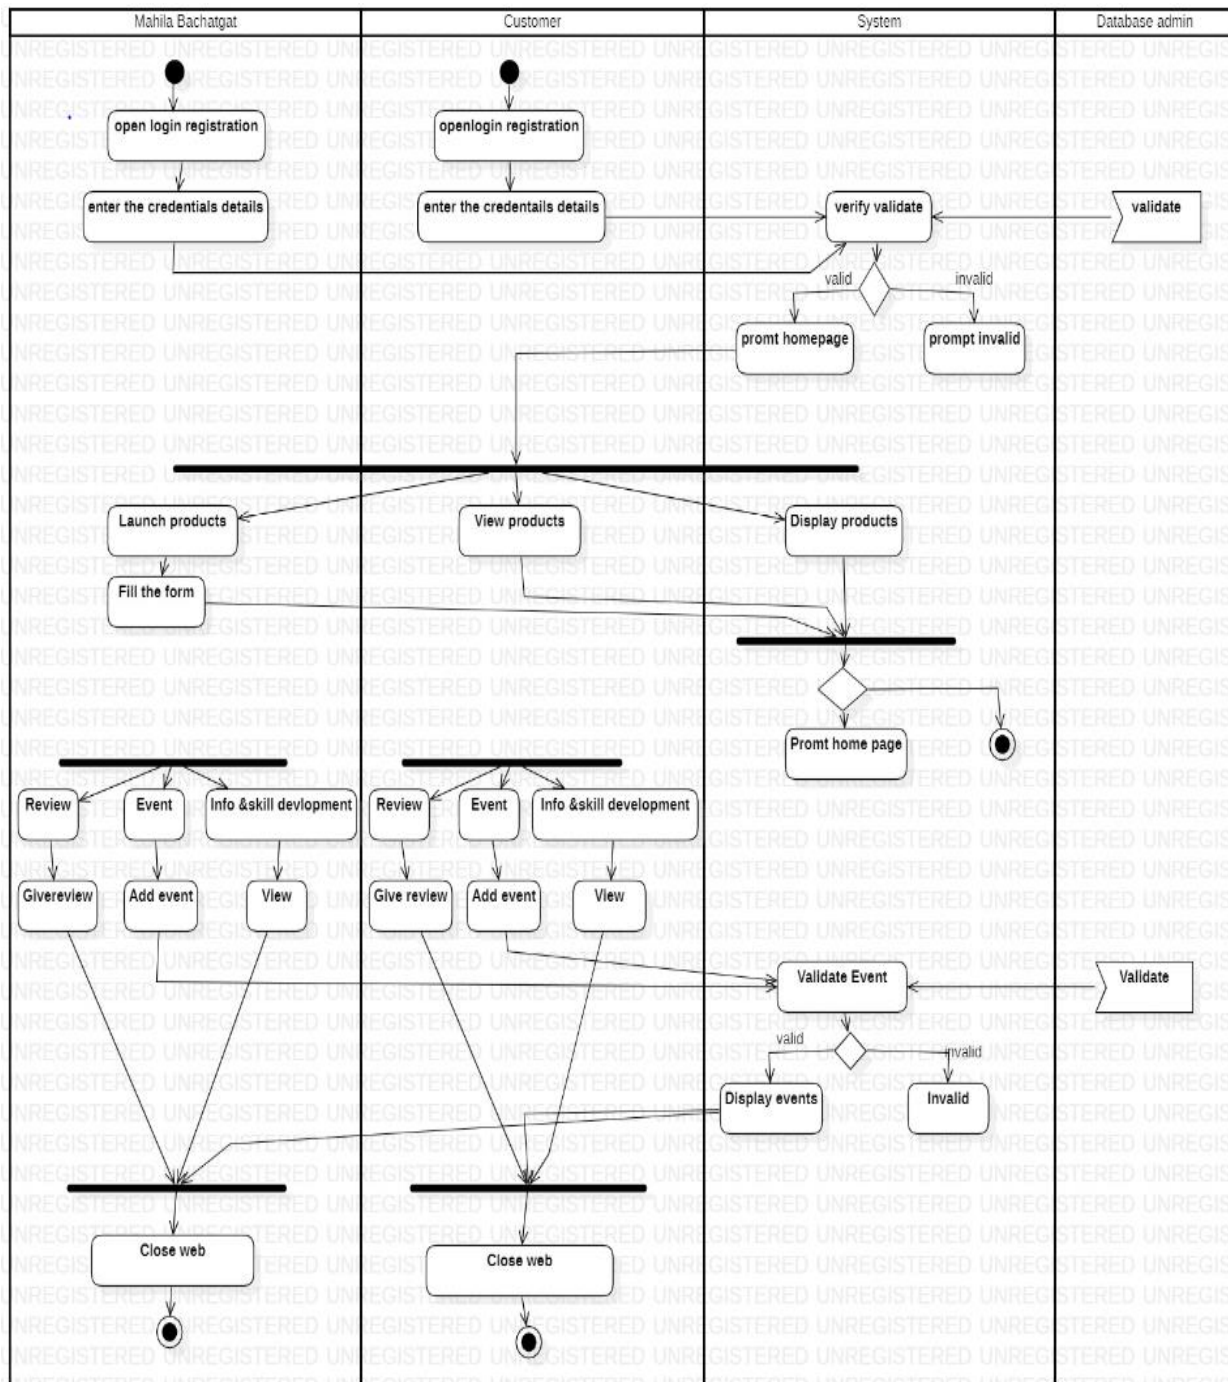 Mahila Bachatgat
Customer
System
Database admin
open login registration
openlogin registration
enter the credentials details
enter the credentails details
verify validate
validate
valid
invalid
promt homepage
prompt invalid
Launch products
View products
Display products
Fill the form
Promt home page
Review
Event
Info &skill devlopment
Review
Event
Info &skill development
Givereview
Add event
View
Give review
Add event
View
Validate Event
Validate
valid
invalid
Display events
Invalid
Close web
Close web
UNREGISTERED